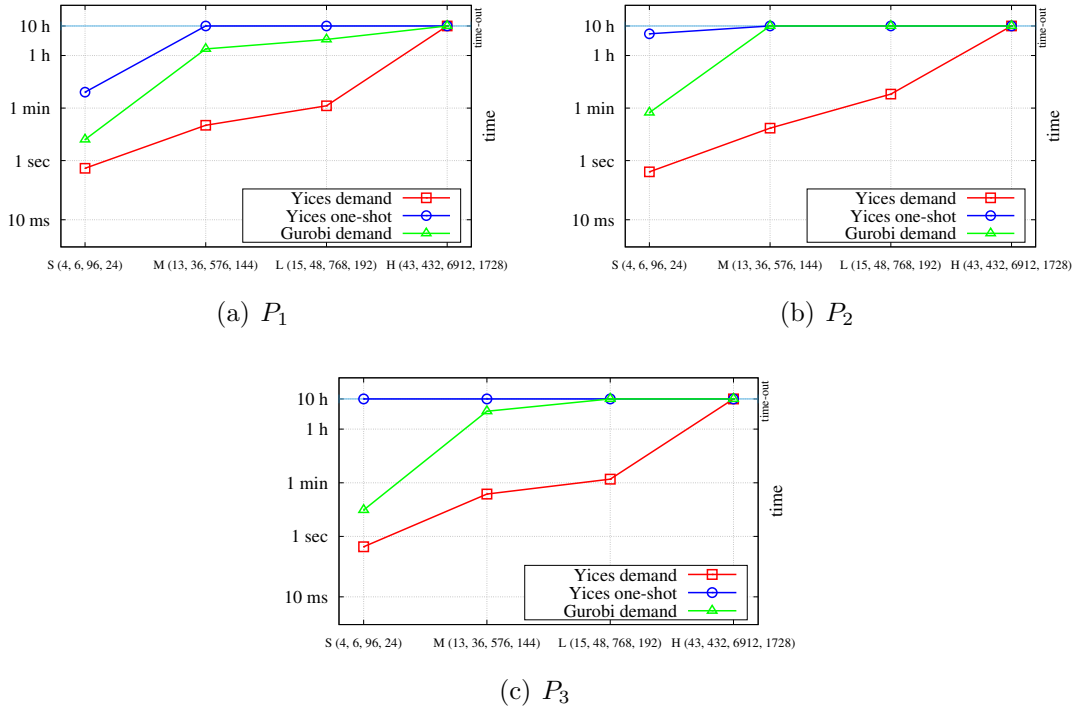 10 h
1 h
1 min
1 sec
10 ms
time-out
time
Yices demand
Yices one-shot
Gurobi demand
S (4, 6, 96, 24)
M (13, 36, 576, 144)
L (15, 48, 768, 192)
H (43, 432, 6912, 1728)
(a) P_1
10 h
1 h
1 min
1 sec
10 ms
time-out
time
Yices demand
Yices one-shot
Gurobi demand
S (4, 6, 96, 24)
M (13, 36, 576, 144)
L (15, 48, 768, 192)
H (43, 432, 6912, 1728)
(b) P_2
10 h
1 h
1 min
1 sec
10 ms
time-out
time
Yices demand
Yices one-shot
Gurobi demand
S (4, 6, 96, 24)
M (13, 36, 576, 144)
L (15, 48, 768, 192)
H (43, 432, 6912, 1728)
(c) P_3